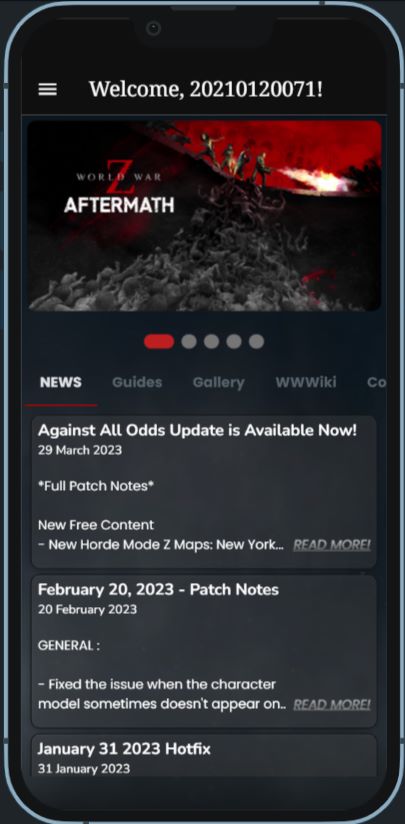 Welcome, 20210120071!
WORLD WAR
Z
AFTERMATH
NEWS Guides Gallery WWWiki Co
Against All Odds Update is Available Now!
29 March 2023
*Full Patch Notes*
New Free Content
- New Horde Mode Z Maps: New York... READ MORE!
February 20, 2023 - Patch Notes
20 February 2023
GENERAL :
- Fixed the issue when the character
model sometimes doesn't appear on.. READ MORE!
January 31 2023 Hotfix
31 January 2023